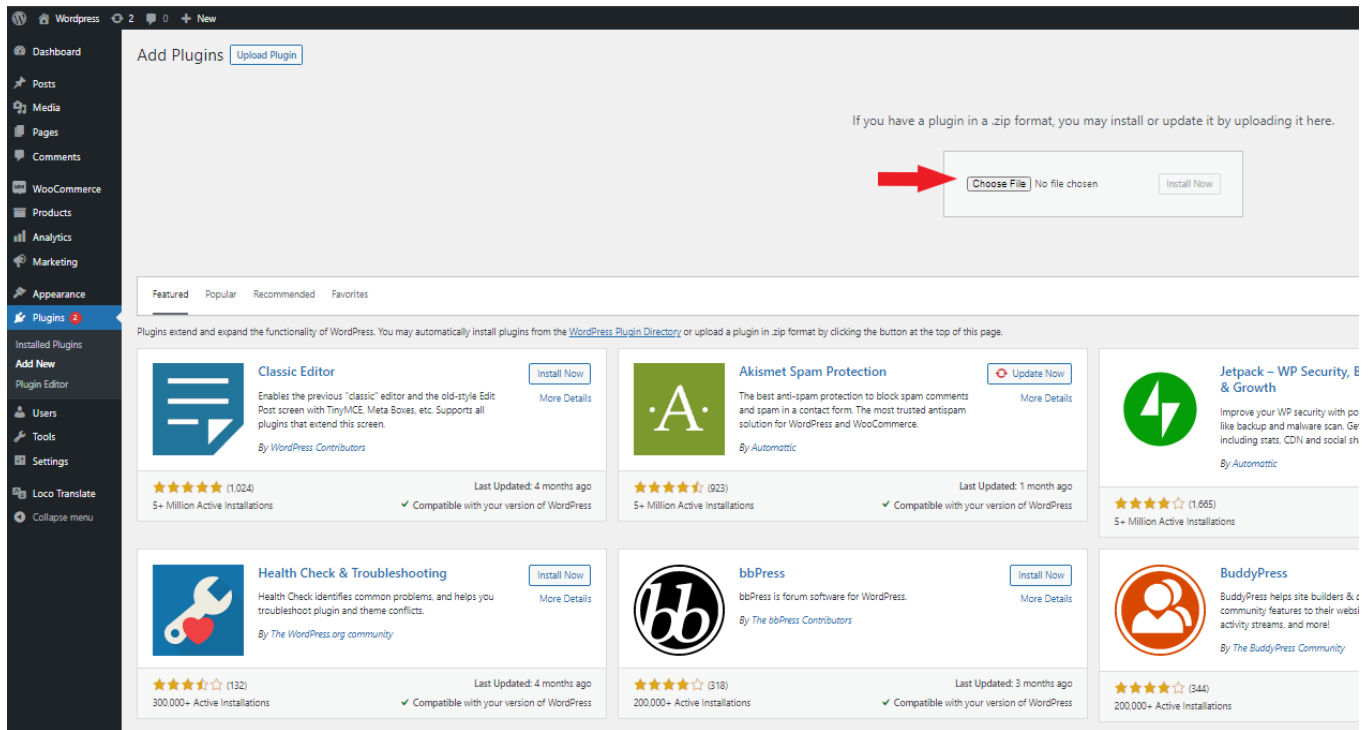 Wordpress 2 0 + New
Dashboard
Posts
Media
Pages
Comments
WooCommerce
Products
Analytics
Marketing
Appearance
Plugins 2
Installed Plugins
Add New
Plugin Editor
Users
Tools
Settings
Loco Translate
Collapse menu
Add Plugins Upload Plugin
If you have a plugin in a .zip format, you may install or update it by uploading it here.
Choose File No file chosen Install Now
Featured Popular Recommended Favorites
Plugins extend and expand the functionality of WordPress. You may automatically install plugins from the WordPress Plugin Directory or upload a plugin in .zip format by clicking the button at the top of this page.
Classic Editor
Install Now
More Details
Enables the previous "classic" editor and the old-style Edit
Post screen with TinyMCE, Meta Boxes, etc. Supports all
plugins that extend this screen.
By WordPress Contributors
(1,024)
Last Updated: 4 months ago
5+ Million Active Installations
Compatible with your version of WordPress
·A·
Akismet Spam Protection
Update Now
More Details
The best anti-spam protection to block spam comments
and spam in a contact form. The most trusted antispam
solution for WordPress and WooCommerce.
By Automattic
(923)
Last Updated: 1 month ago
5+ Million Active Installations
Compatible with your version of WordPress
Jetpack – WP Security, B
& Growth
Improve your WP security with po
like backup and malware scan. Ge
including stats, CDN and social sh
By Automattic
(1,665)
5+ Million Active Installations
Health Check & Troubleshooting
Install Now
More Details
Health Check identifies common problems, and helps you
troubleshoot plugin and theme conflicts.
By The WordPress.org community
(132)
Last Updated: 4 months ago
300,000+ Active Installations
Compatible with your version of WordPress
bb
bbPress
Install Now
More Details
bbPress is forum software for WordPress.
By The bbPress Contributors
(318)
Last Updated: 3 months ago
200,000+ Active Installations
Compatible with your version of WordPress
BuddyPress
BuddyPress helps site builders & d
community features to their websi
activity streams, and more!
By The BuddyPress Community
(344)
200,000+ Active Installations